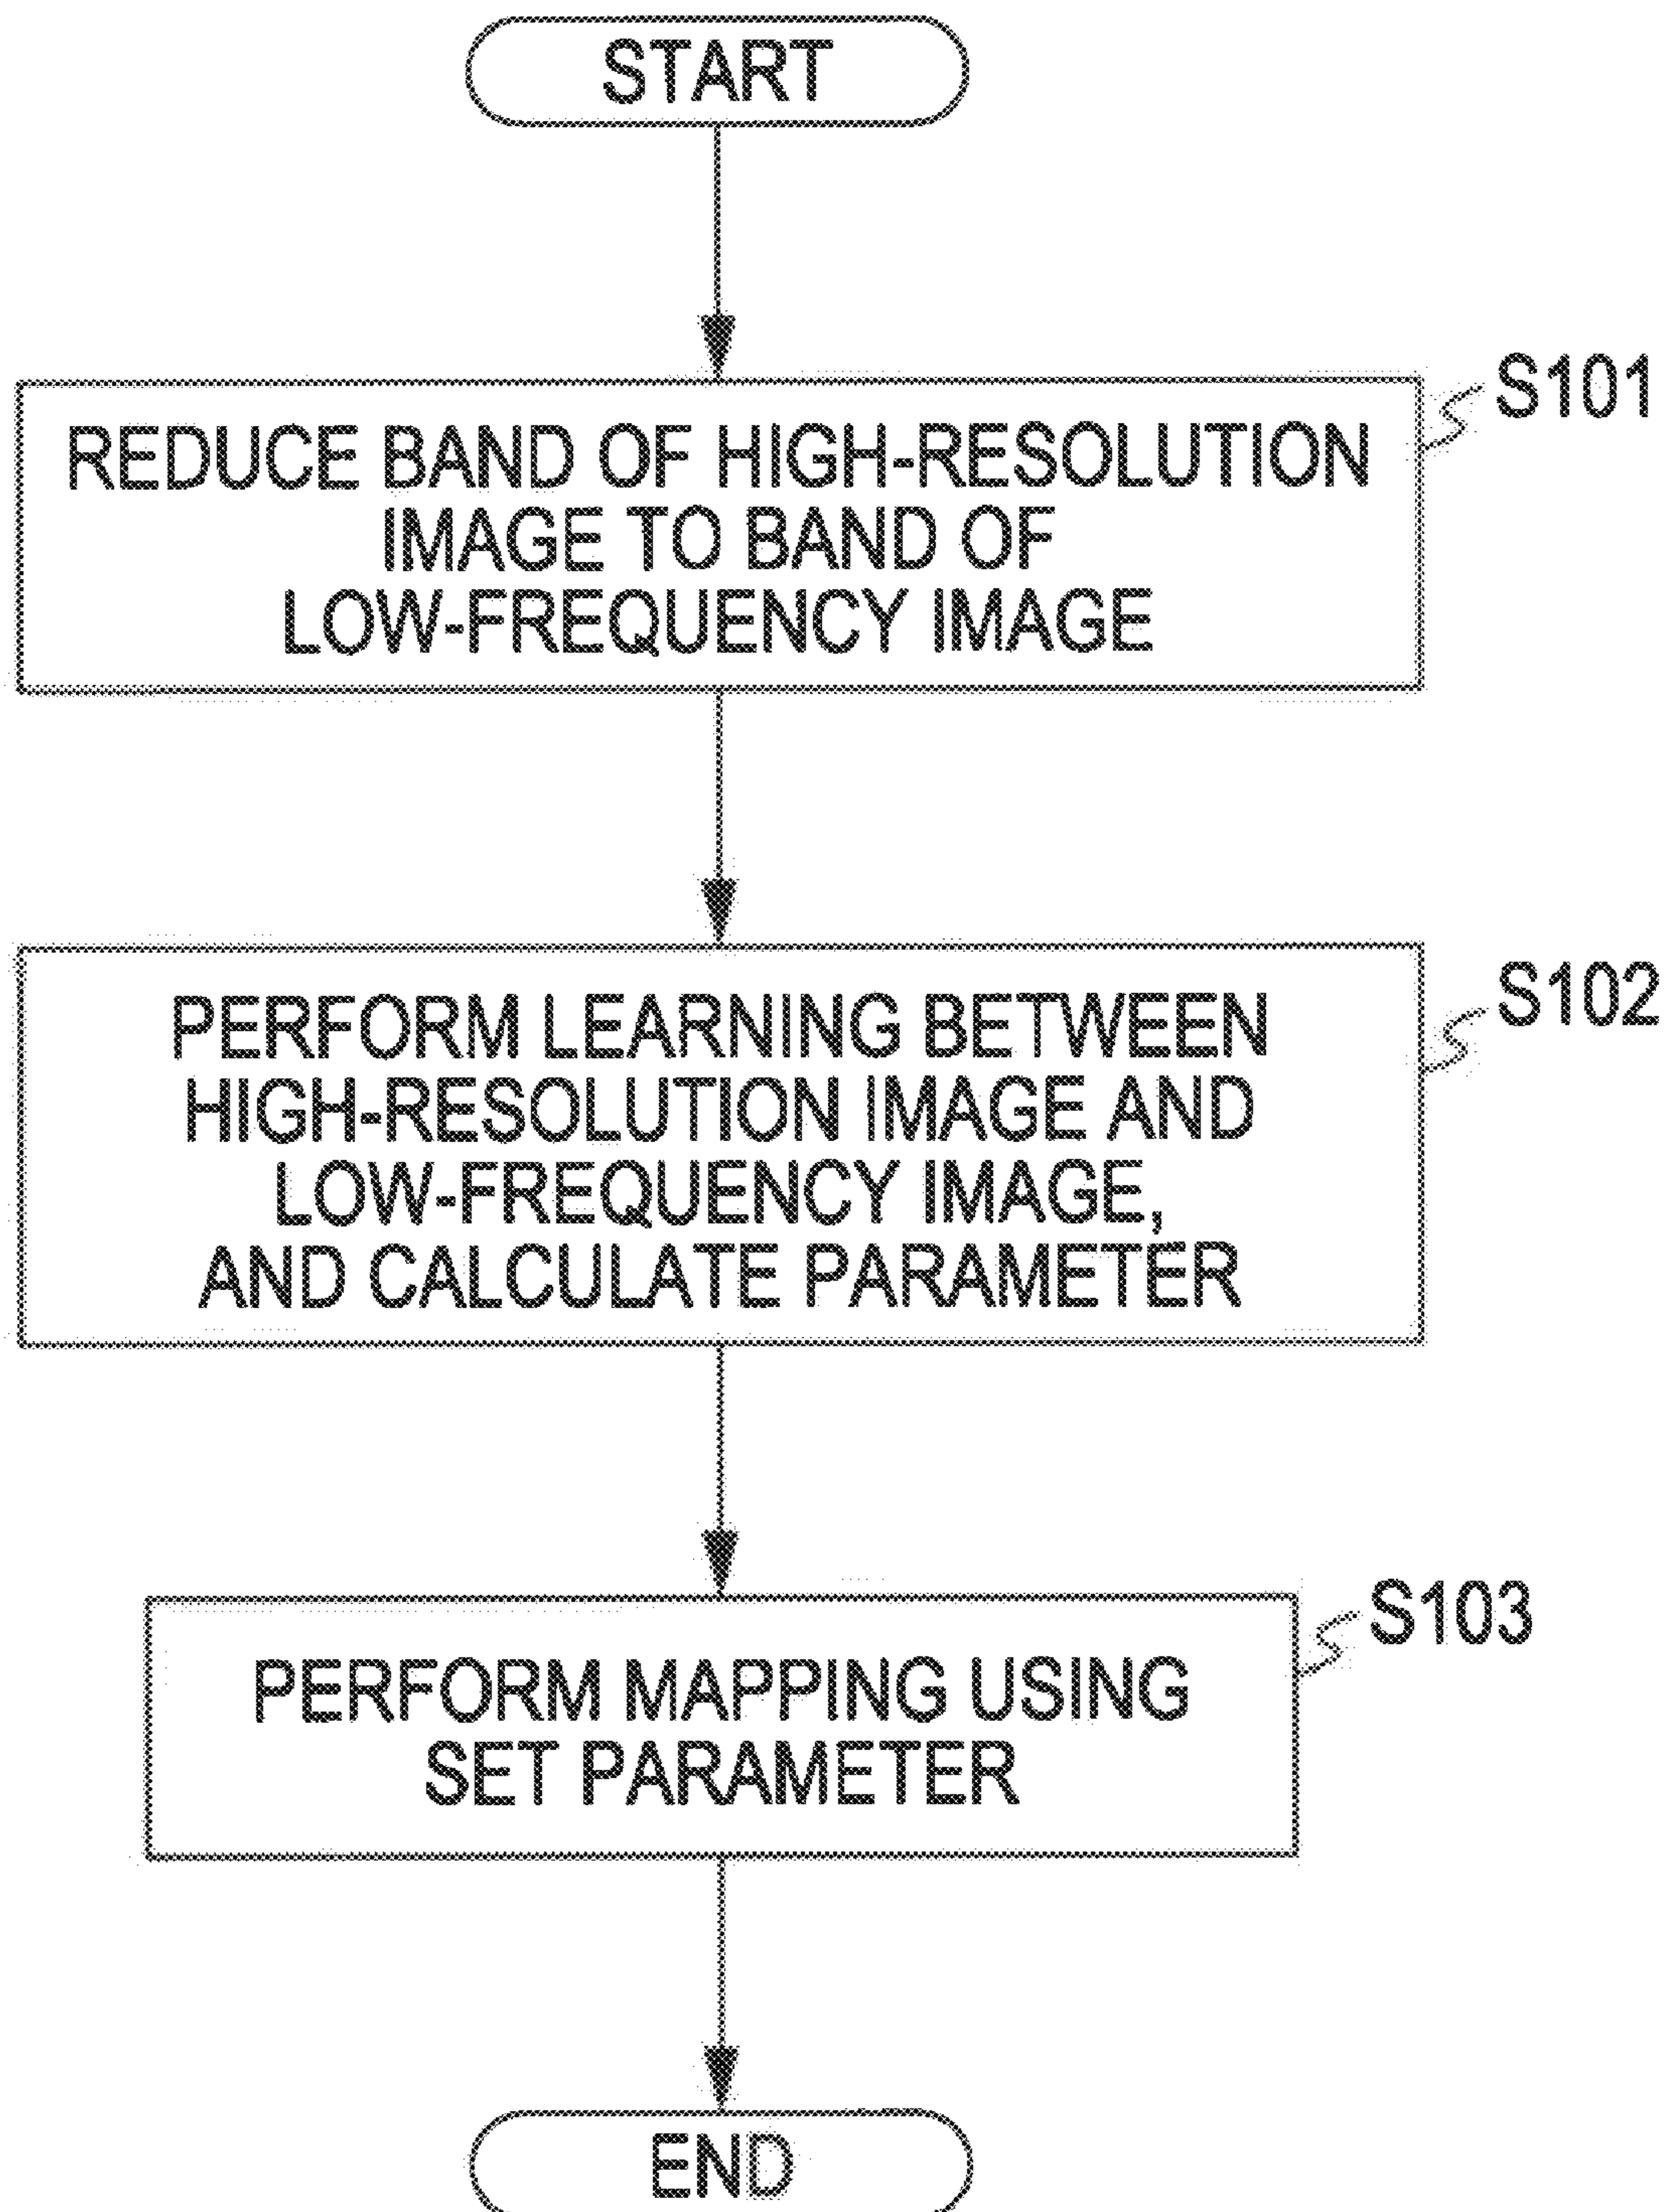 START
S101
REDUCE BAND OF HIGH-RESOLUTION
IMAGE TO BAND OF
LOW-FREQUENCY IMAGE
S102
PERFORM LEARNING BETWEEN
HIGH-RESOLUTION IMAGE AND
LOW-FREQUENCY IMAGE,
AND CALCULATE PARAMETER
S103
PERFORM MAPPING USING
SET PARAMETER
END